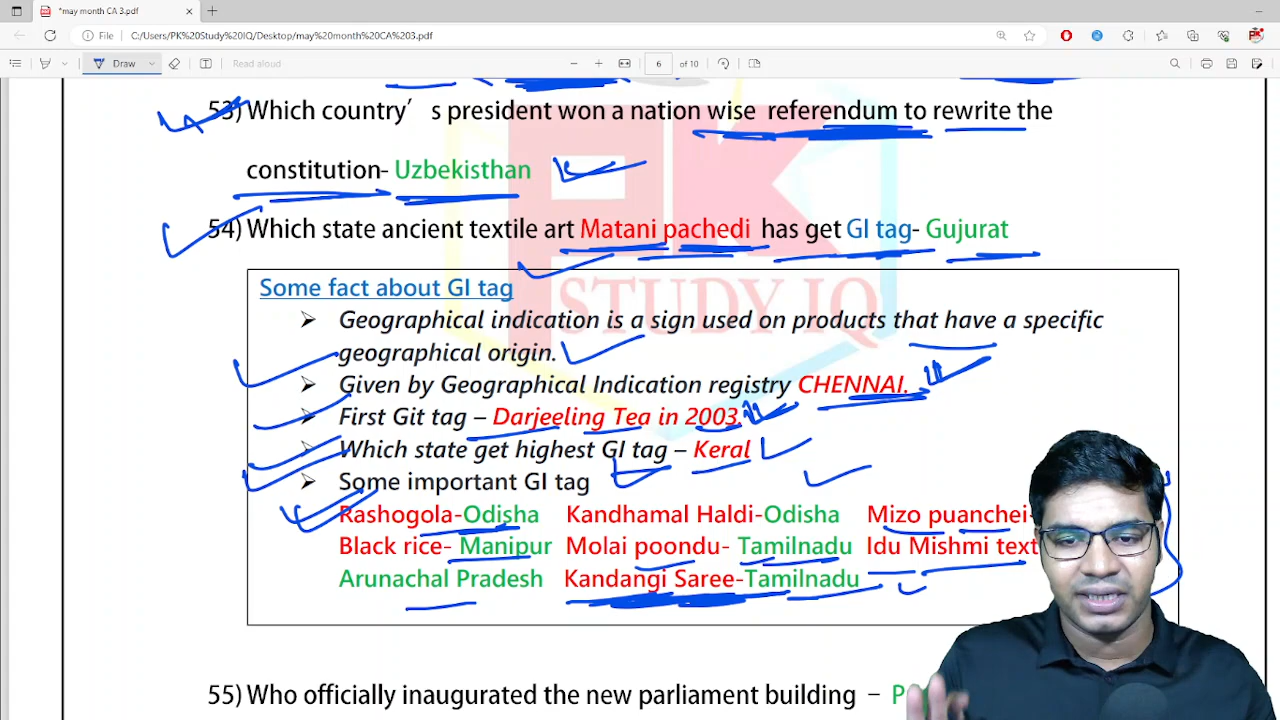 *may month CA 3.pdf
File
C:/Users/PK%20Study%20IQ/Desktop/may%20month%20CA%203.pdf
Draw
Read aloud
6 of 10
53) Which country's president won a nation wise referendum to rewrite the
constitution- Uzbekisthan
54) Which state ancient textile art Matani pachedi has get GI tag- Gujurat
Some fact about GI tag
Geographical indication is a sign used on products that have a specific
geographical origin.
Given by Geographical Indication registry CHENNAI.
First Git tag – Darjeeling Tea in 2003.
Which state get highest GI tag – Keral
Some important GI tag
Rashogola-Odisha Kandhamal Haldi-Odisha Mizo puanchei-
Black rice- Manipur Molai poondu- Tamilnadu Idu Mishmi text
Arunachal Pradesh Kandangi Saree-Tamilnadu
55) Who officially inaugurated the new parliament building –
PK
STUDY IQ